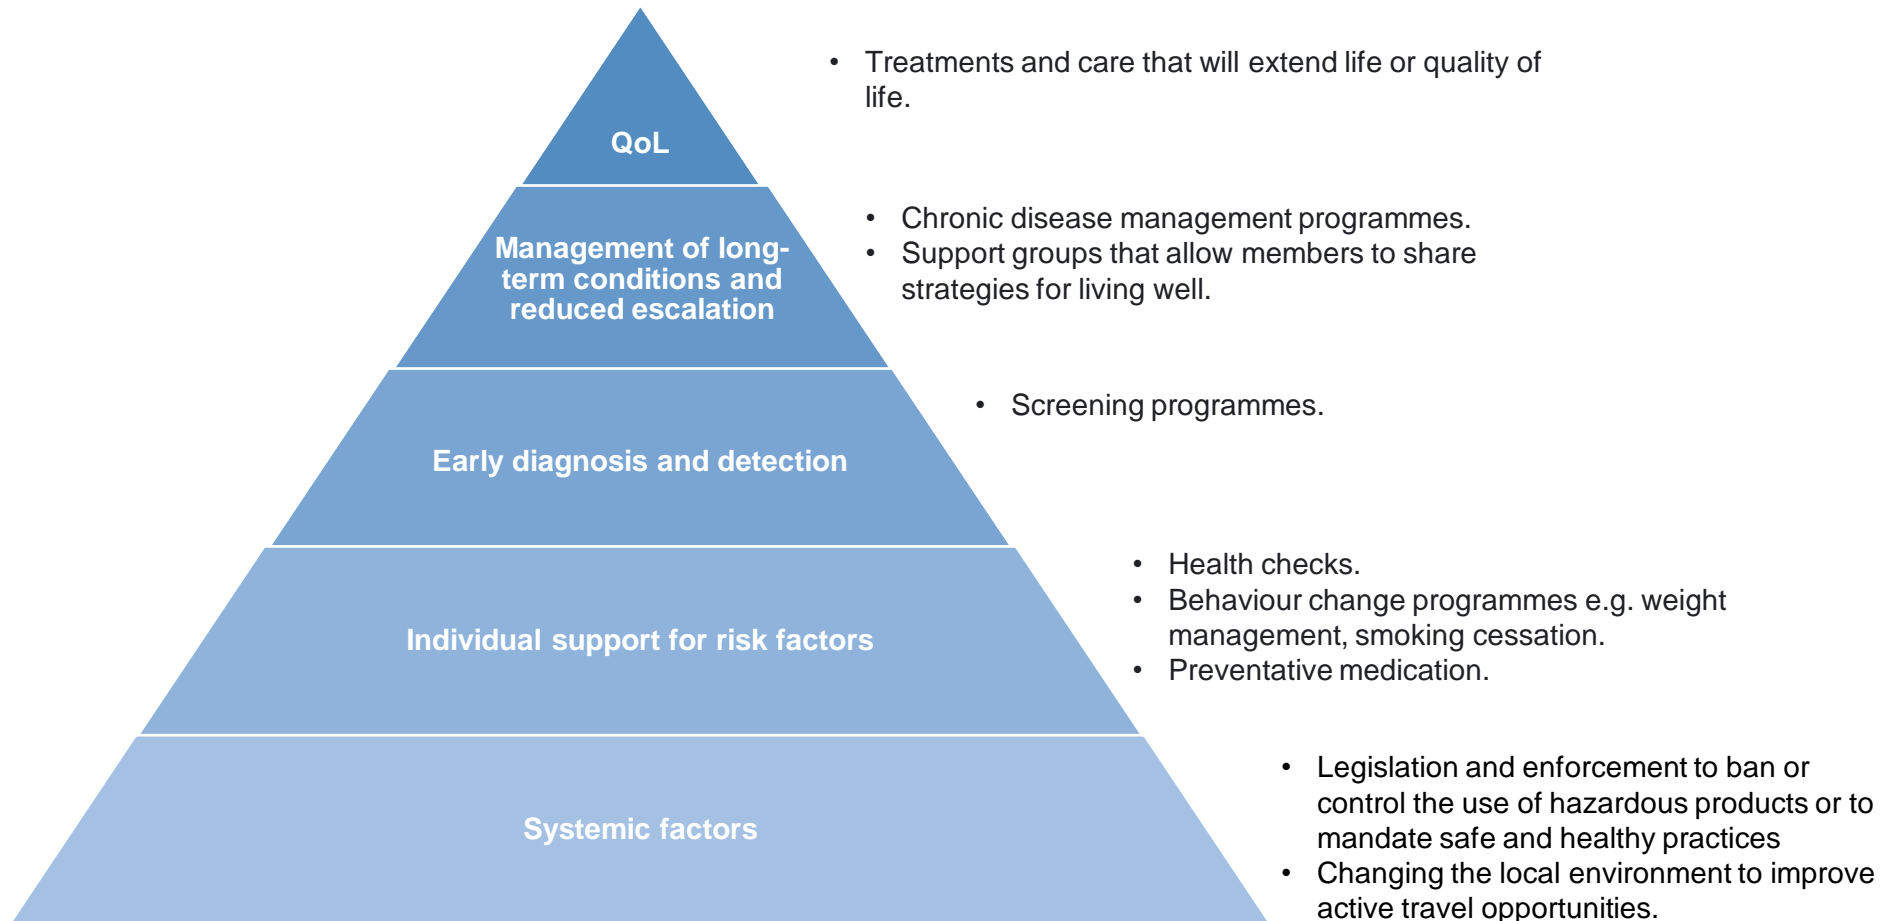 • Treatments and care that will extend life or quality of
life.
QoL
• Chronic disease management programmes.
• Support groups that allow members to share
strategies for living well.
Management of long-
term conditions and
reduced escalation
• Screening programmes.
Early diagnosis and detection
• Health checks.
• Behaviour change programmes e.g. weight
management, smoking cessation.
• Preventative medication.
Individual support for risk factors
• Legislation and enforcement to ban or
control the use of hazardous products or to
mandate safe and healthy practices
• Changing the local environment to improve
active travel opportunities.
Systemic factors